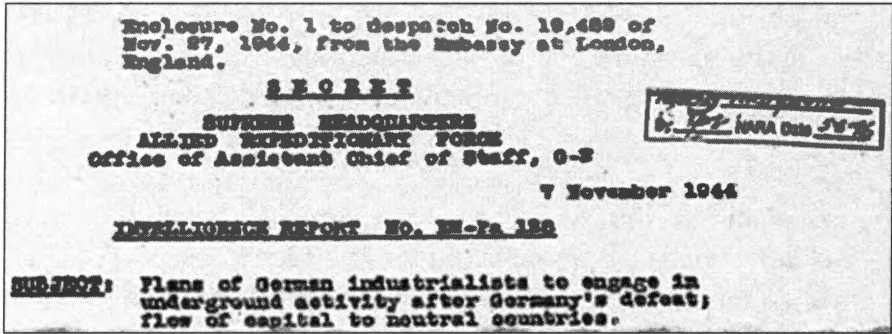 Enclosure No. 1 to despatch No. 19,489 of
Nov. 27, 1944, from the Embassy at London,
England.
SECRET
SUPREME HEADQUARTERS
ALLIED EXPEDITIONARY FORCE
Office of Assistant Chief of Staff, G-2
NARA Date
7 November 1944
INTELLIGENCE REPORT NO. EW-Pa 128
SUBJECT: Plans of German industrialists to engage in
underground activity after Germany's defeat;
flow of capital to neutral countries.